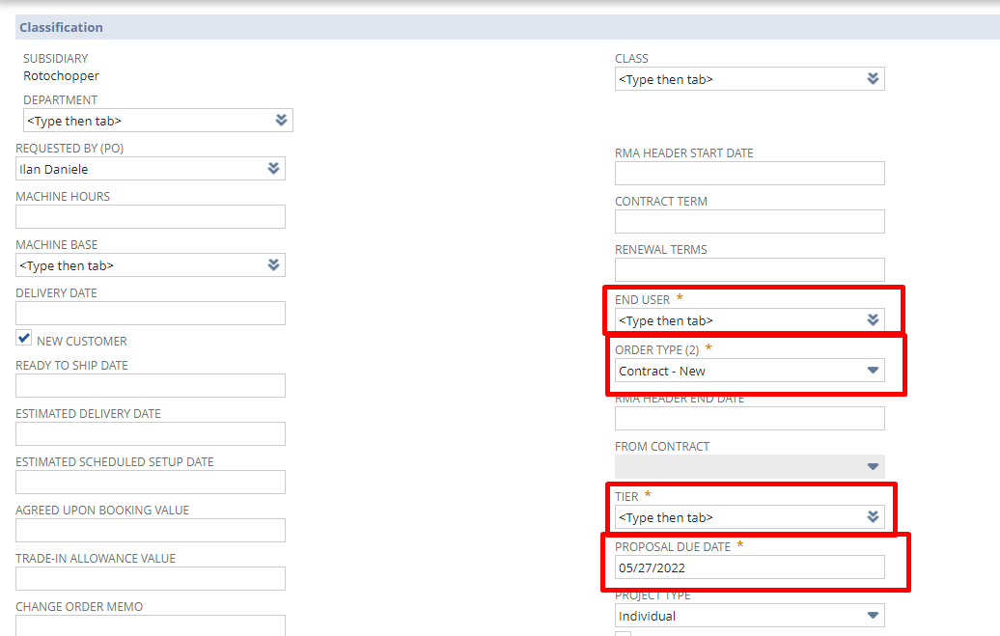 Classification
SUBSIDIARY
Rotochopper
DEPARTMENT
<Type then tab>
REQUESTED BY (PO)
Ilan Daniele
MACHINE HOURS
MACHINE BASE
<Type then tab>
DELIVERY DATE
NEW CUSTOMER
READY TO SHIP DATE
ESTIMATED DELIVERY DATE
ESTIMATED SCHEDULED SETUP DATE
AGREED UPON BOOKING VALUE
TRADE-IN ALLOWANCE VALUE
CHANGE ORDER MEMO
CLASS
<Type then tab>
RMA HEADER START DATE
CONTRACT TERM
RENEWAL TERMS
END USER *
<Type then tab>
ORDER TYPE (2) *
Contract - New
RMA HEADER END DATE
FROM CONTRACT
TIER *
<Type then tab>
PROPOSAL DUE DATE *
05/27/2022
PROJECT TYPE
Individual